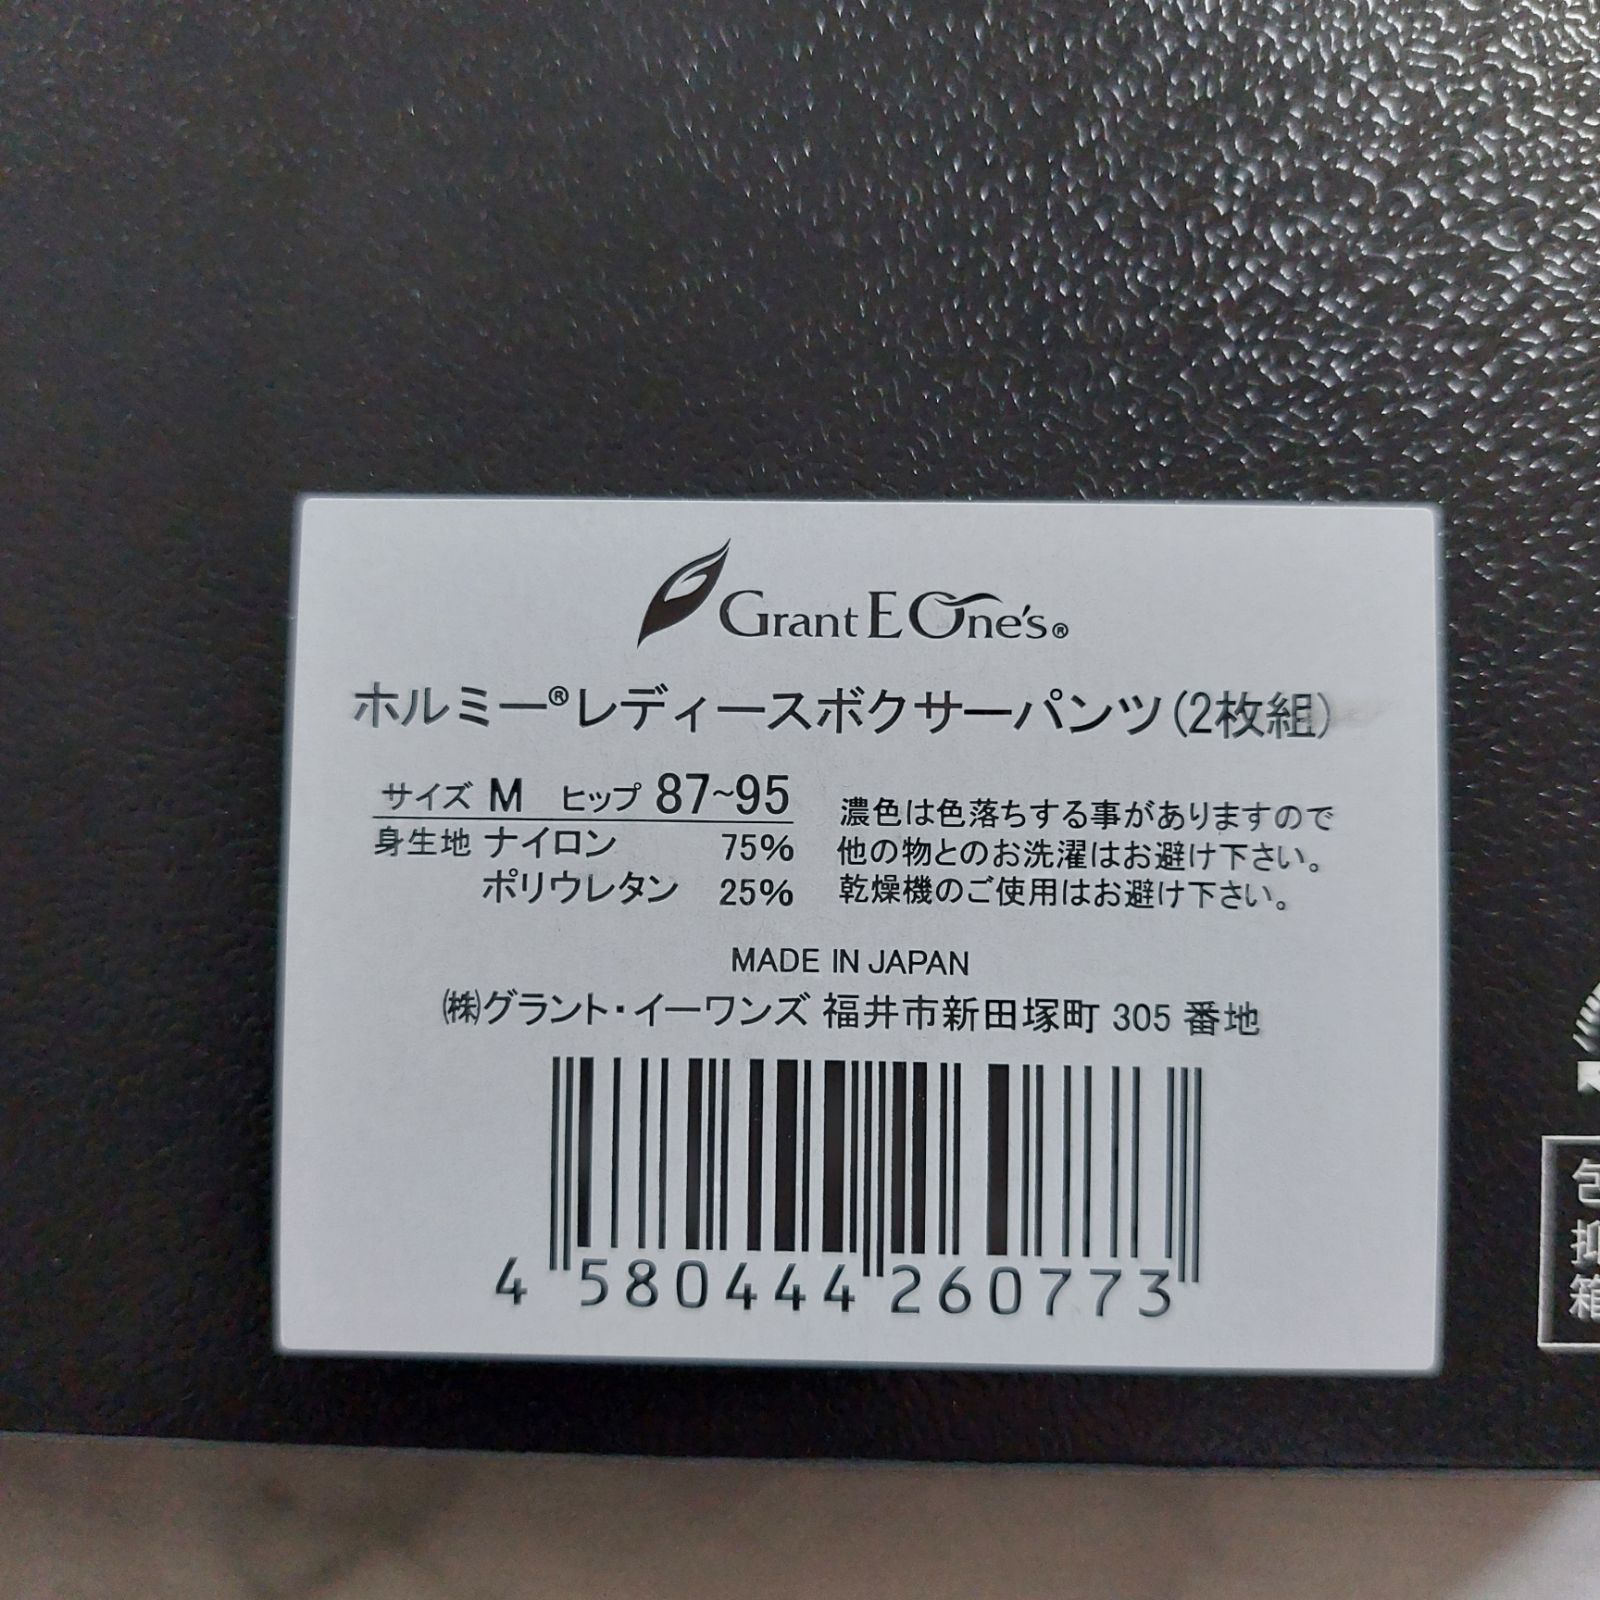 Grant E One's®
ホルミー®レディースボクサーパンツ(2枚組)
サイズ M ヒップ 87~95
身生地 ナイロン 75%
ポリウレタン 25%
濃色は色落ちする事がありますので
他の物とのお洗濯はお避け下さい。
乾燥機のご使用はお避け下さい。
MADE IN JAPAN
㈱グラント・イーワンズ 福井市新田塚町 305 番地
4 580444 260773
包
抑
箱